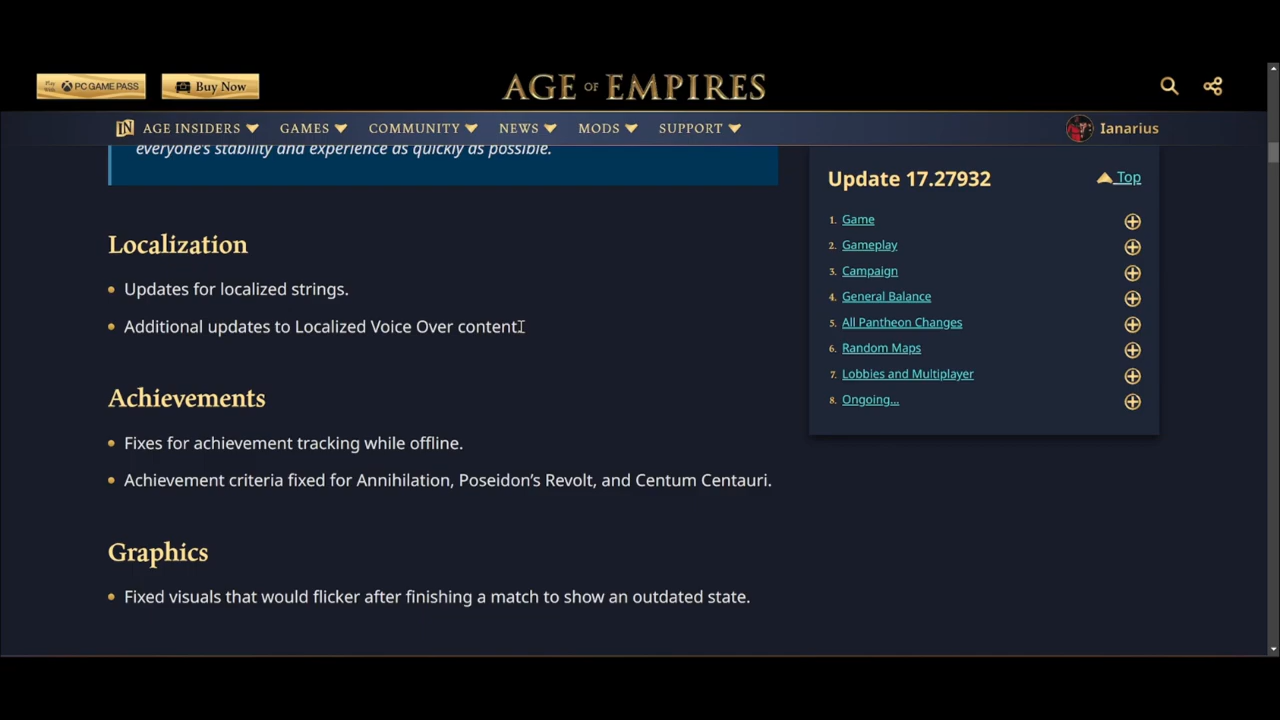 Play with PC GAME PASS
Buy Now
AGE OF EMPIRES
IN AGE INSIDERS
GAMES
COMMUNITY
NEWS
MODS
SUPPORT
Ianarius
everyone's stability and experience as quickly as possible.
Localization
Updates for localized strings.
Additional updates to Localized Voice Over content.
Achievements
Fixes for achievement tracking while offline.
Achievement criteria fixed for Annihilation, Poseidon's Revolt, and Centum Centauri.
Graphics
Fixed visuals that would flicker after finishing a match to show an outdated state.
Update 17.27932
Top
1. Game
2. Gameplay
3. Campaign
4. General Balance
5. All Pantheon Changes
6. Random Maps
7. Lobbies and Multiplayer
8. Ongoing...